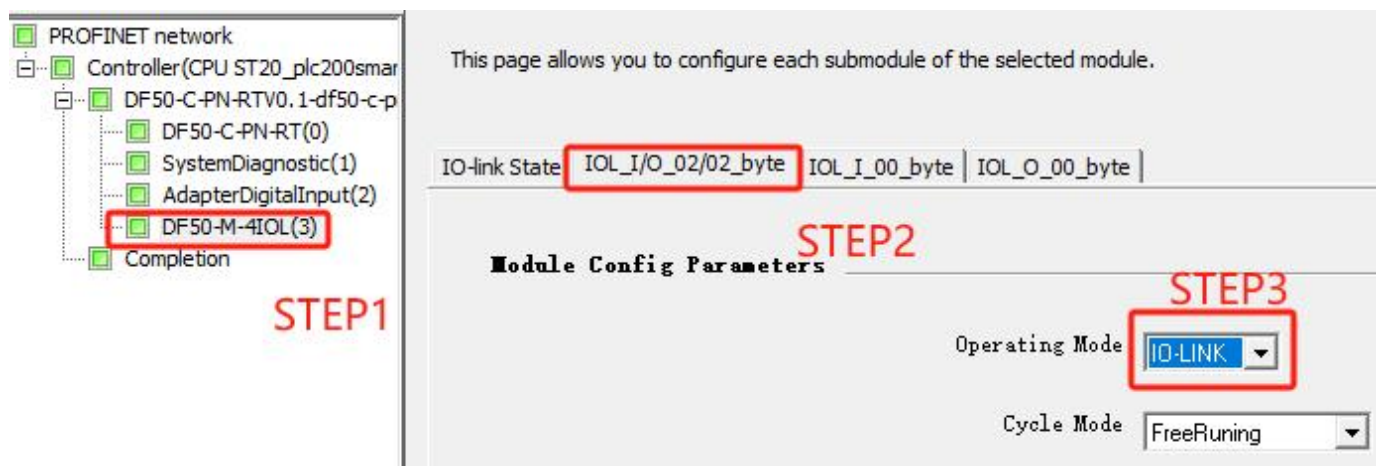 PROFINET network
Controller(CPU ST20_plc200smar
DF50-C-PN-RTV0.1-df50-c-p
DF50-C-PN-RT(0)
SystemDiagnostic(1)
AdapterDigitalInput(2)
DF50-M-4IOL(3)
Completion
STEP1
This page allows you to configure each submodule of the selected module.
IO-link State IOL_I/O_02/02_byte IOL_I_00_byte IOL_O_00_byte
STEP2
Module Config Parameters
STEP3
Operating Mode IO-LINK
Cycle Mode FreeRuning